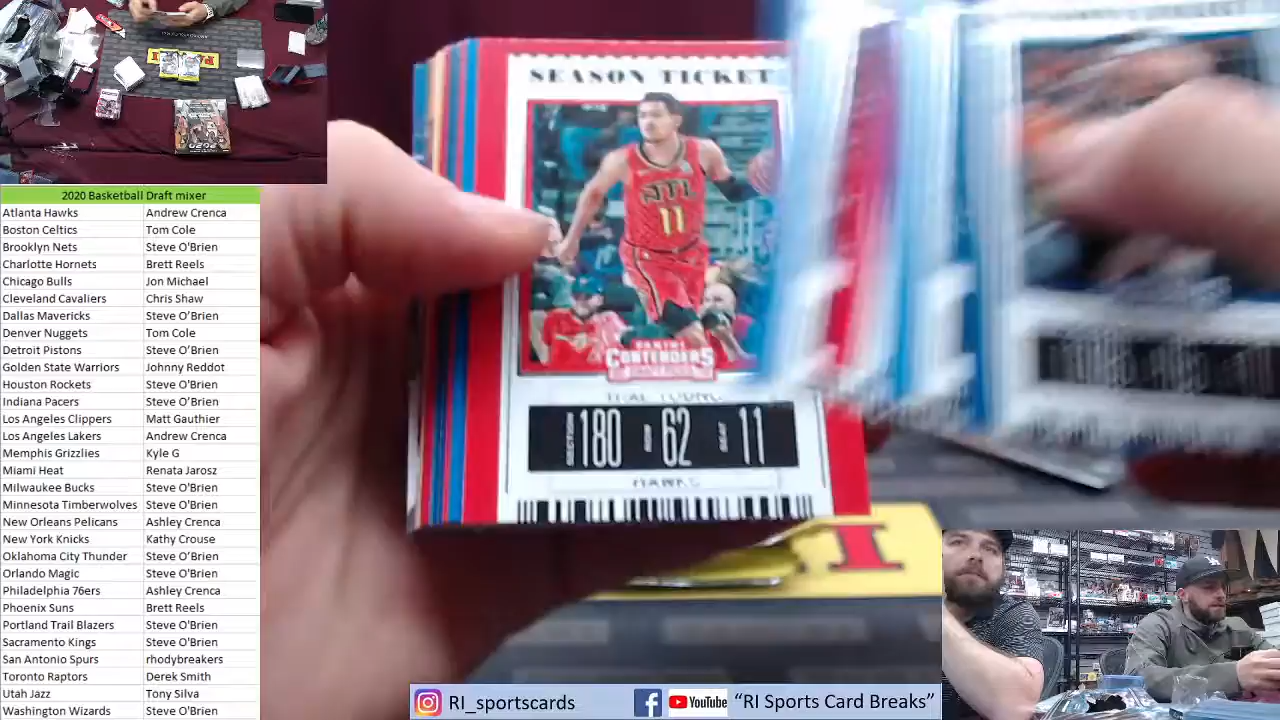 2020 Basketball Draft mixer
Atlanta Hawks Andrew Crenca
Boston Celtics Tom Cole
Brooklyn Nets Steve O'Brien
Charlotte Hornets Brett Reels
Chicago Bulls Jon Michael
Cleveland Cavaliers Chris Shaw
Dallas Mavericks Steve O'Brien
Denver Nuggets Tom Cole
Detroit Pistons Steve O'Brien
Golden State Warriors Johnny Reddot
Houston Rockets Steve O'Brien
Indiana Pacers Steve O'Brien
Los Angeles Clippers Matt Gauthier
Los Angeles Lakers Andrew Crenca
Memphis Grizzlies Kyle G
Miami Heat Renata Jarosz
Milwaukee Bucks Steve O'Brien
Minnesota Timberwolves Steve O'Brien
New Orleans Pelicans Ashley Crenca
New York Knicks Kathy Crouse
Oklahoma City Thunder Steve O'Brien
Orlando Magic Steve O'Brien
Philadelphia 76ers Ashley Crenca
Phoenix Suns Brett Reels
Portland Trail Blazers Steve O'Brien
Sacramento Kings Steve O'Brien
San Antonio Spurs rhodybreakers
Toronto Raptors Derek Smith
Utah Jazz Tony Silva
Washington Wizards Steve O'Brien
SEASON TICKET
ATL
11
PANINI
CONTENDERS
TRAE YOUNG
SECTION 180 ROW 62 SEAT 11
HAWKS
RI_sportscards YouTube "RI Sports Card Breaks"